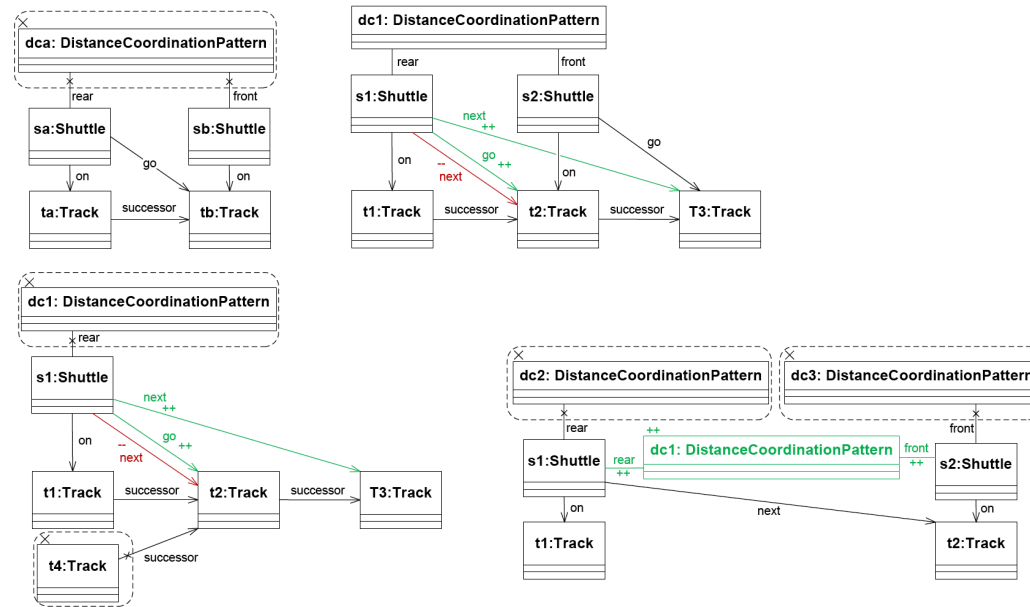 dca: DistanceCoordinationPattern
rear
front
sa:Shuttle
sb:Shuttle
go
on
on
ta:Track
successor
tb:Track
dc1: DistanceCoordinationPattern
rear
front
s1:Shuttle
s2:Shuttle
next
++
go
++
--
next
go
on
on
t1:Track
successor
t2:Track
successor
T3:Track
dc1: DistanceCoordinationPattern
rear
s1:Shuttle
next
++
go
++
--
next
on
t1:Track
successor
t2:Track
successor
T3:Track
t4:Track
successor
dc2: DistanceCoordinationPattern
dc3: DistanceCoordinationPattern
rear
front
++
s1:Shuttle
rear
++
dc1: DistanceCoordinationPattern
front
++
s2:Shuttle
on
next
on
t1:Track
t2:Track